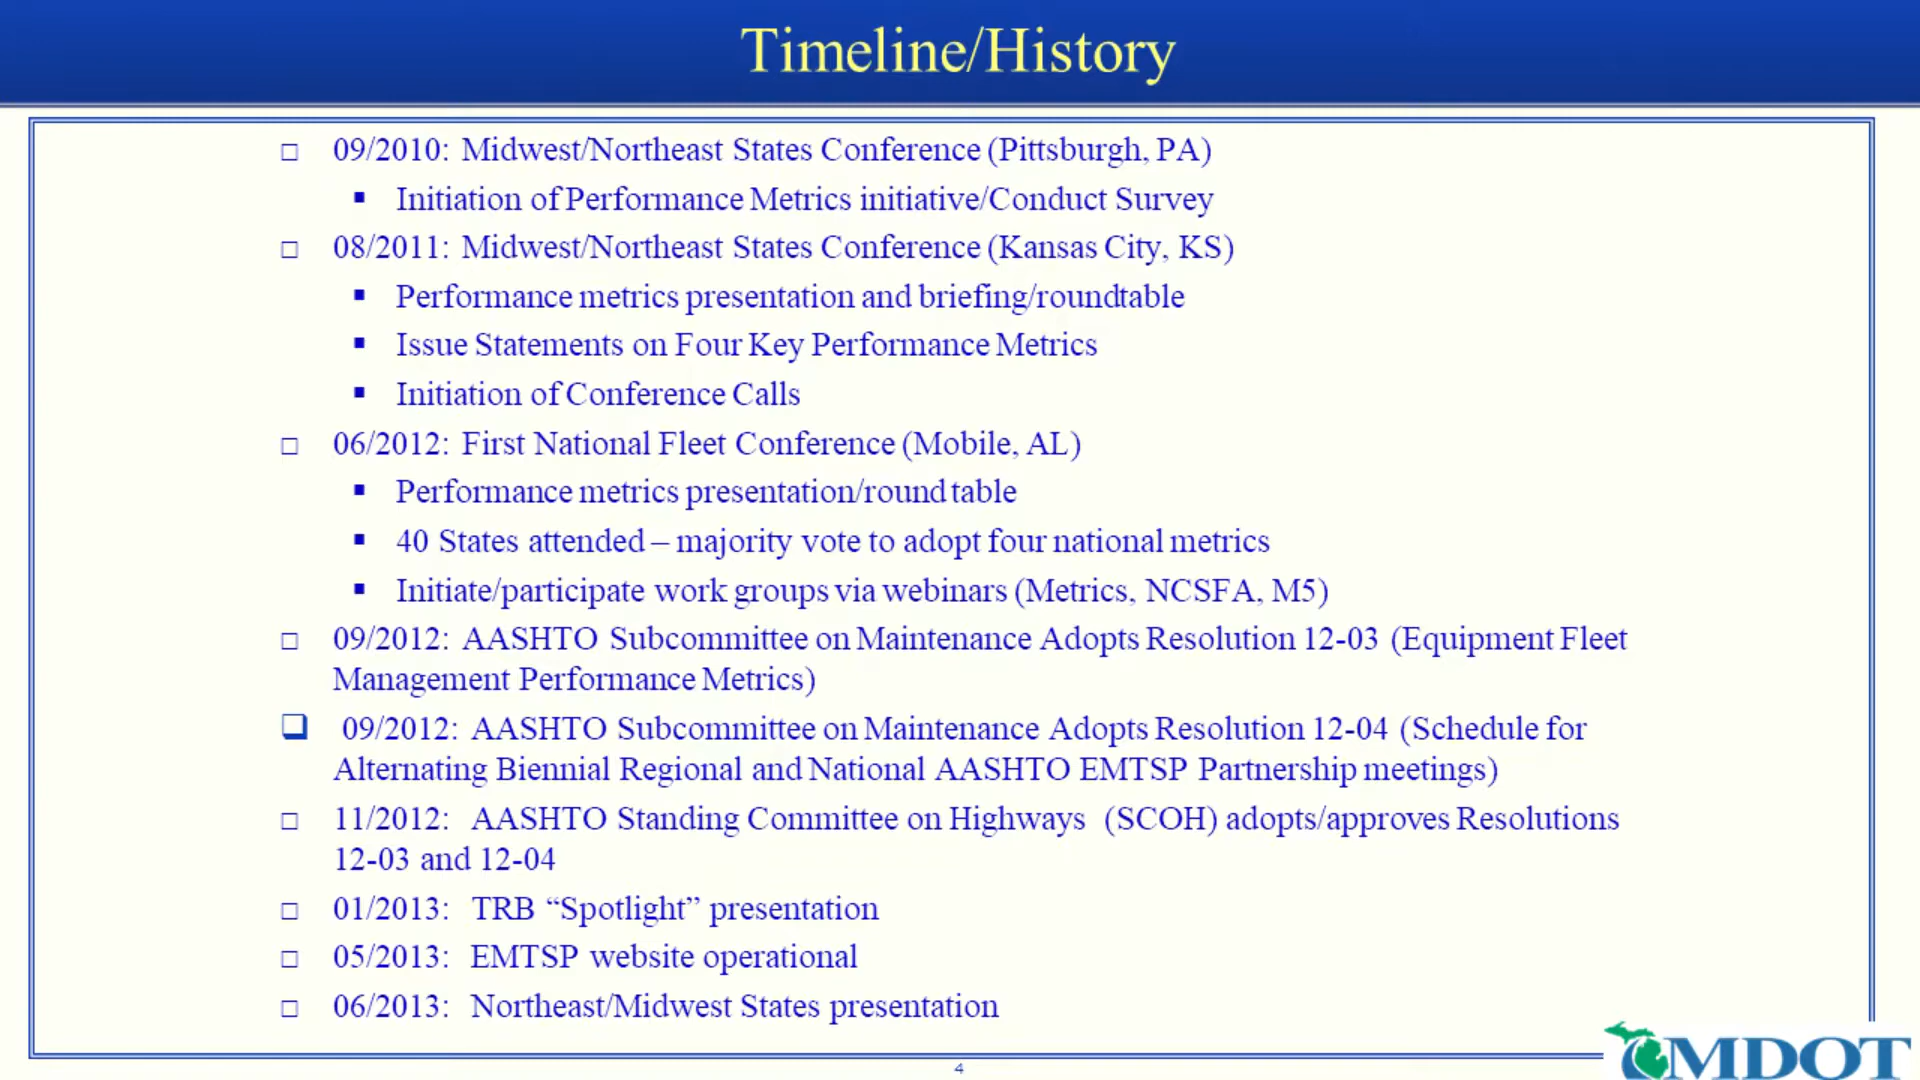 Timeline/History
09/2010: Midwest/Northeast States Conference (Pittsburgh, PA)
Initiation of Performance Metrics initiative/Conduct Survey
08/2011: Midwest/Northeast States Conference (Kansas City, KS)
Performance metrics presentation and briefing/roundtable
Issue Statements on Four Key Performance Metrics
Initiation of Conference Calls
06/2012: First National Fleet Conference (Mobile, AL)
Performance metrics presentation/round table
40 States attended – majority vote to adopt four national metrics
Initiate/participate work groups via webinars (Metrics, NCSFA, M5)
09/2012: AASHTO Subcommittee on Maintenance Adopts Resolution 12-03 (Equipment Fleet
Management Performance Metrics)
09/2012: AASHTO Subcommittee on Maintenance Adopts Resolution 12-04 (Schedule for
Alternating Biennial Regional and National AASHTO EMTSP Partnership meetings)
11/2012: AASHTO Standing Committee on Highways (SCOH) adopts/approves Resolutions
12-03 and 12-04
01/2013: TRB “Spotlight” presentation
05/2013: EMTSP website operational
06/2013: Northeast/Midwest States presentation
4
MDOT